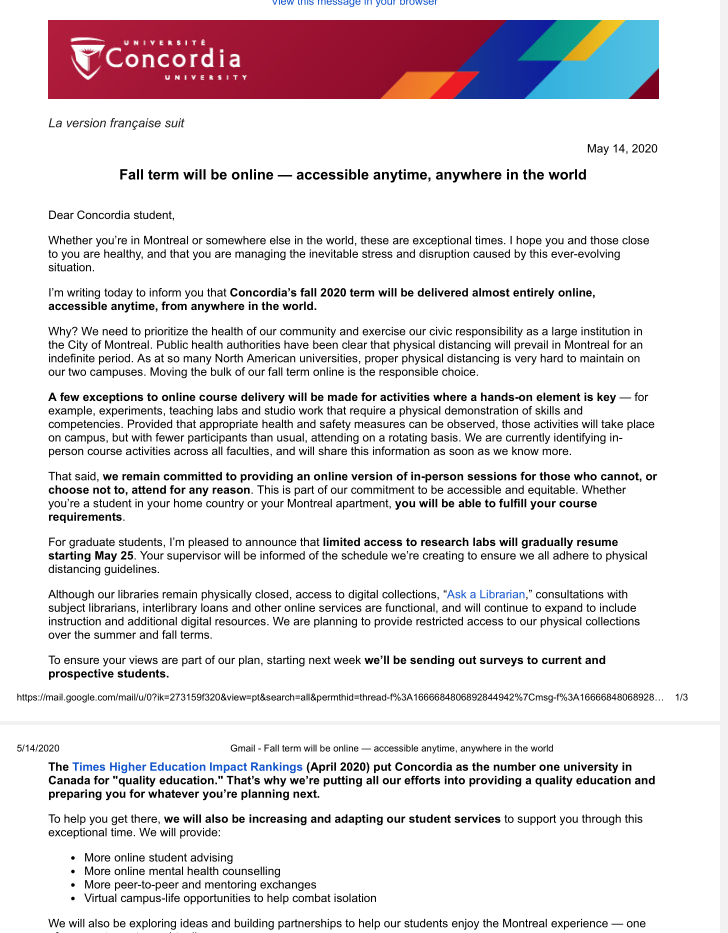 View this message in your browser
UNIVERSITÉ
Concordia
UNIVERSITY
La version française suit
May 14, 2020
Fall term will be online — accessible anytime, anywhere in the world
Dear Concordia student,
Whether you're in Montreal or somewhere else in the world, these are exceptional times. I hope you and those close
to you are healthy, and that you are managing the inevitable stress and disruption caused by this ever-evolving
situation.
I'm writing today to inform you that Concordia's fall 2020 term will be delivered almost entirely online,
accessible anytime, from anywhere in the world.
Why? We need to prioritize the health of our community and exercise our civic responsibility as a large institution in
the City of Montreal. Public health authorities have been clear that physical distancing will prevail in Montreal for an
indefinite period. As at so many North American universities, proper physical distancing is very hard to maintain on
our two campuses. Moving the bulk of our fall term online is the responsible choice.
A few exceptions to online course delivery will be made for activities where a hands-on element is key — for
example, experiments, teaching labs and studio work that require a physical demonstration of skills and
competencies. Provided that appropriate health and safety measures can be observed, those activities will take place
on campus, but with fewer participants than usual, attending on a rotating basis. We are currently identifying in-
person course activities across all faculties, and will share this information as soon as we know more.
That said, we remain committed to providing an online version of in-person sessions for those who cannot, or
choose not to, attend for any reason. This is part of our commitment to be accessible and equitable. Whether
you're a student in your home country or your Montreal apartment, you will be able to fulfill your course
requirements.
For graduate students, I'm pleased to announce that limited access to research labs will gradually resume
starting May 25. Your supervisor will be informed of the schedule we're creating to ensure we all adhere to physical
distancing guidelines.
Although our libraries remain physically closed, access to digital collections, “Ask a Librarian,” consultations with
subject librarians, interlibrary loans and other online services are functional, and will continue to expand to include
instruction and additional digital resources. We are planning to provide restricted access to our physical collections
over the summer and fall terms.
To ensure your views are part of our plan, starting next week we'll be sending out surveys to current and
prospective students.
https://mail.google.com/mail/u/0?ik=273159f320&view=pt&search=all&permthid=thread-f%3A1666684806892844942%7Cmsg-f%3A16666848068928… 1/3
5/14/2020 Gmail - Fall term will be online — accessible anytime, anywhere in the world
The Times Higher Education Impact Rankings (April 2020) put Concordia as the number one university in
Canada for "quality education." That's why we're putting all our efforts into providing a quality education and
preparing you for whatever you're planning next.
To help you get there, we will also be increasing and adapting our student services to support you through this
exceptional time. We will provide:
• More online student advising
• More online mental health counselling
• More peer-to-peer and mentoring exchanges
• Virtual campus-life opportunities to help combat isolation
We will also be exploring ideas and building partnerships to help our students enjoy the Montreal experience — one